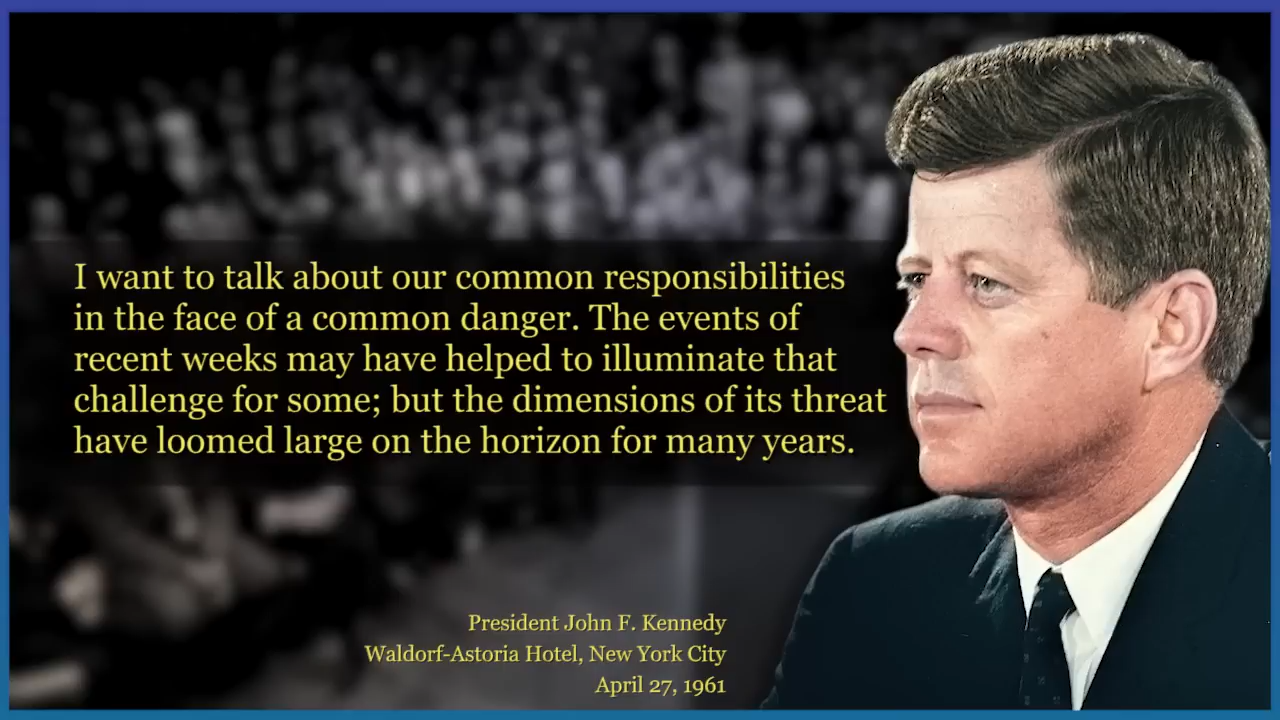 I want to talk about our common responsibilities
in the face of a common danger. The events of
recent weeks may have helped to illuminate that
challenge for some; but the dimensions of its threat
have loomed large on the horizon for many years.
President John F. Kennedy
Waldorf-Astoria Hotel, New York City
April 27, 1961